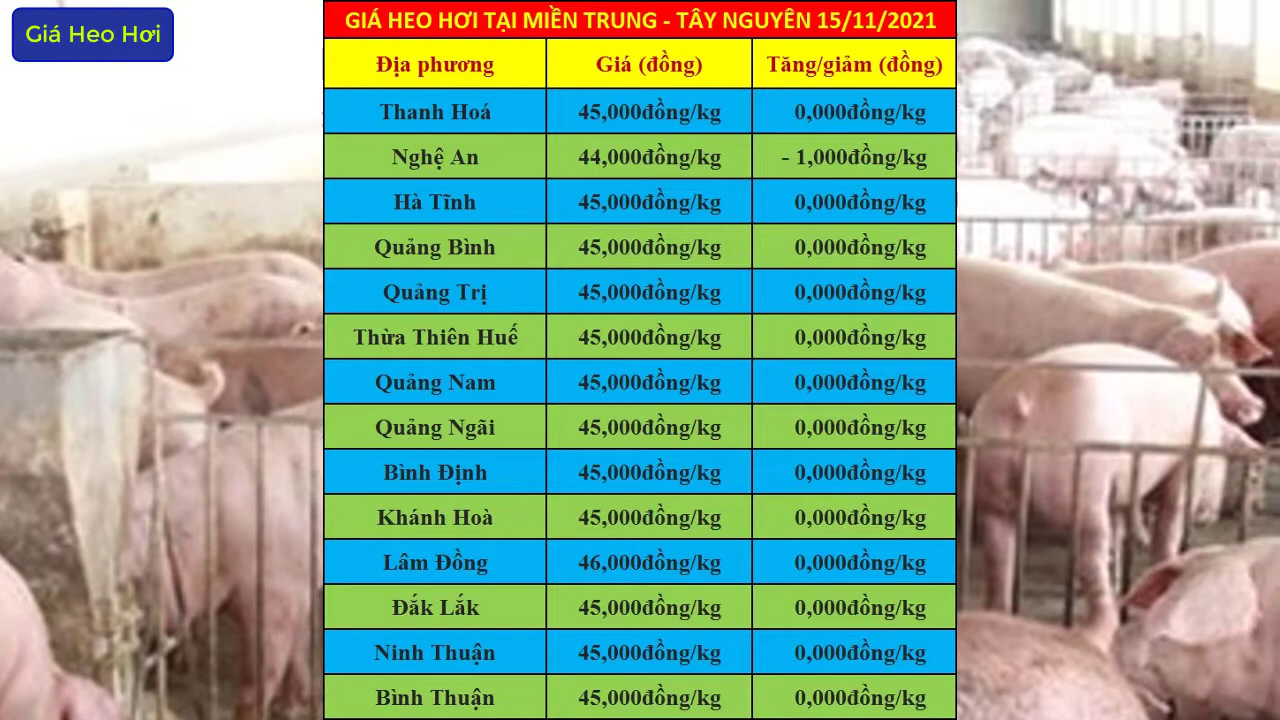 Giá Heo Hơi
GIÁ HEO HƠI TẠI MIỀN TRUNG - TÂY NGUYÊN 15/11/2021
Địa phương Giá (đồng) Tăng/giảm (đồng)
Thanh Hoá 45,000đồng/kg 0,000đồng/kg
Nghệ An 44,000đồng/kg - 1,000đồng/kg
Hà Tĩnh 45,000đồng/kg 0,000đồng/kg
Quảng Bình 45,000đồng/kg 0,000đồng/kg
Quảng Trị 45,000đồng/kg 0,000đồng/kg
Thừa Thiên Huế 45,000đồng/kg 0,000đồng/kg
Quảng Nam 45,000đồng/kg 0,000đồng/kg
Quảng Ngãi 45,000đồng/kg 0,000đồng/kg
Bình Định 45,000đồng/kg 0,000đồng/kg
Khánh Hoà 45,000đồng/kg 0,000đồng/kg
Lâm Đồng 46,000đồng/kg 0,000đồng/kg
Đắk Lắk 45,000đồng/kg 0,000đồng/kg
Ninh Thuận 45,000đồng/kg 0,000đồng/kg
Bình Thuận 45,000đồng/kg 0,000đồng/kg